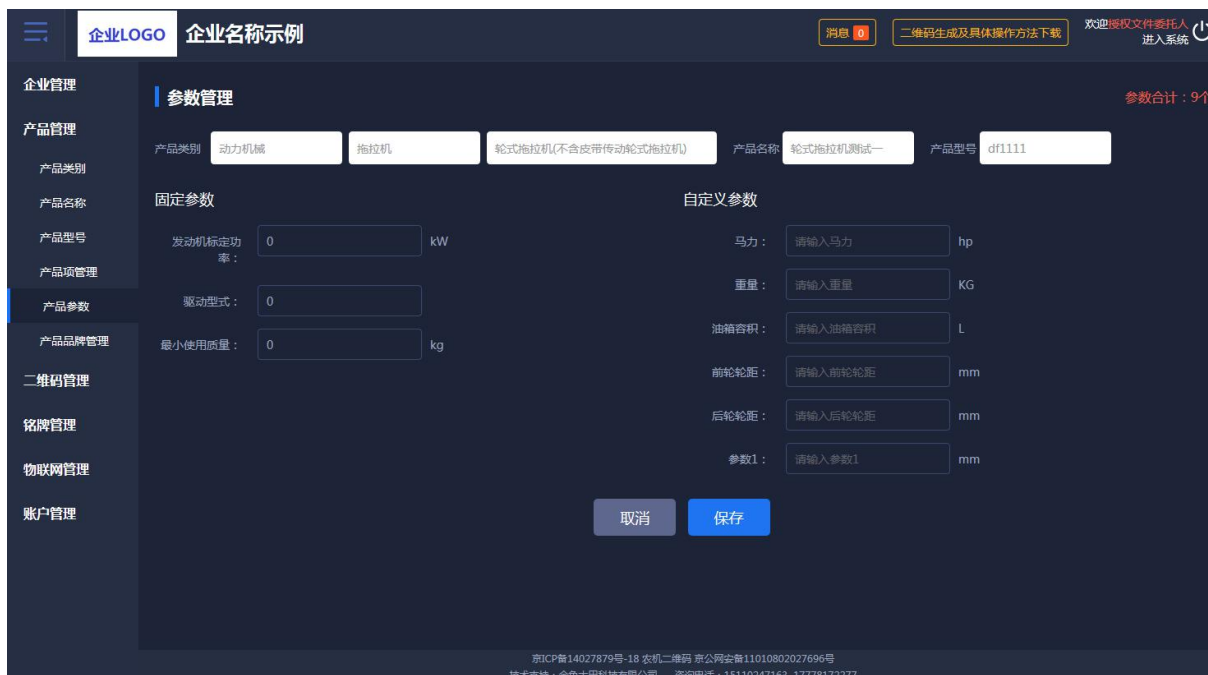 企业LOGO 企业名称示例 消息 0 二维码生成及具体操作方法下载 欢迎授权文件委托人
进入系统
企业管理
产品管理
产品类别
产品名称
产品型号
产品项管理
产品参数
产品品牌管理
二维码管理
铭牌管理
物联网管理
账户管理
参数管理 参数合计：9个
产品类别 动力机械 拖拉机 轮式拖拉机(不含皮带传动轮式拖拉机) 产品名称 轮式拖拉机测试一 产品型号 df1111
固定参数
发动机标定功
率： 0 kW
驱动型式： 0
最小使用质量： 0 kg
自定义参数
马力： 请输入马力 hp
重量： 请输入重量 KG
油箱容积： 请输入油箱容积 L
前轮轮距： 请输入前轮轮距 mm
后轮轮距： 请输入后轮轮距 mm
参数1： 请输入参数1 mm
取消 保存
京ICP备14027879号-18 农机二维码 京公网安备11010802027696号